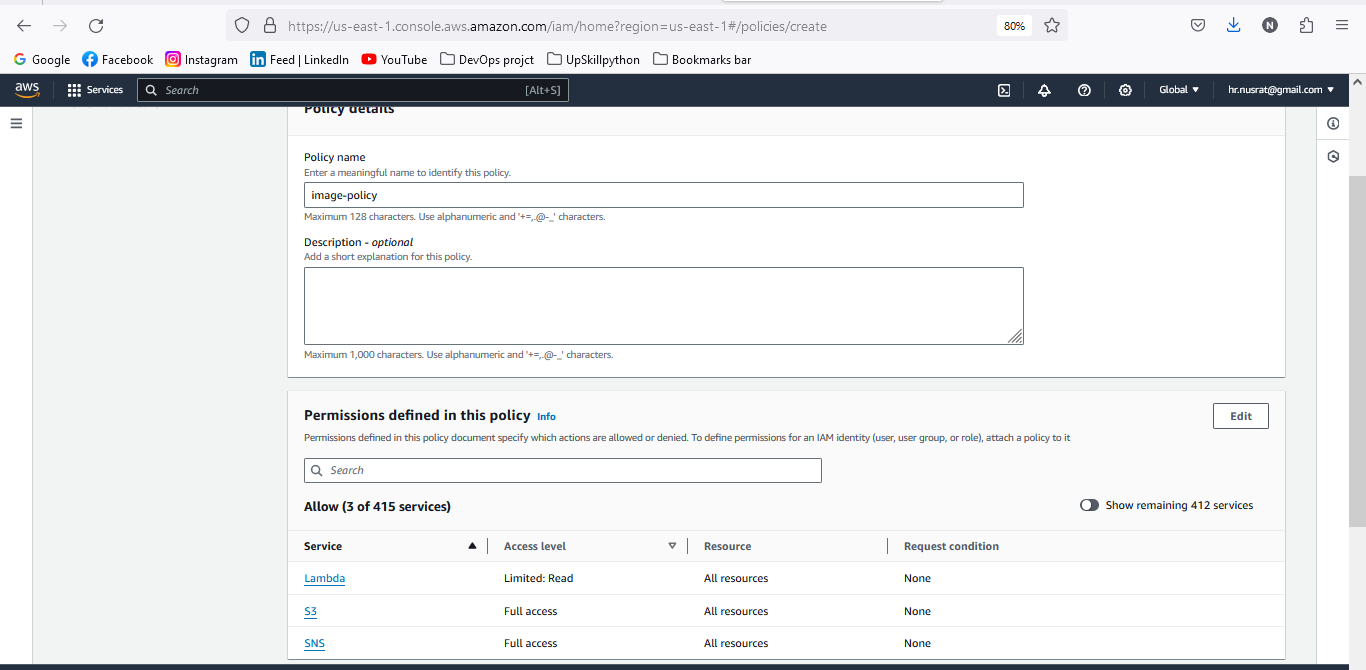 https://us-east-1.console.aws.amazon.com/iam/home?region=us-east-1#/policies/create
80%
N
Google
Facebook
Instagram
Feed | LinkedIn
YouTube
DevOps projct
UpSkillpython
Bookmarks bar
aws
Services
Search
[Alt+S]
Global
hr.nusrat@gmail.com
Policy details
Policy name
Enter a meaningful name to identify this policy.
image-policy
Maximum 128 characters. Use alphanumeric and '+=,.@-_' characters.
Description - optional
Add a short explanation for this policy.
Maximum 1,000 characters. Use alphanumeric and '+=,.@-_' characters.
Permissions defined in this policy Info
Edit
Permissions defined in this policy document specify which actions are allowed or denied. To define permissions for an IAM identity (user, user group, or role), attach a policy to it
Search
Allow (3 of 415 services)
Show remaining 412 services
Service Access level Resource Request condition
Lambda Limited: Read All resources None
S3 Full access All resources None
SNS Full access All resources None